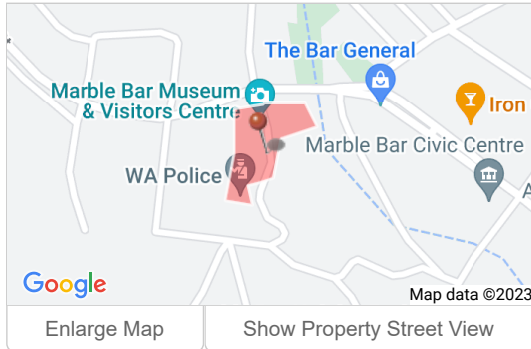 The Bar General
Marble Bar Museum
& Visitors Centre
Iron
Marble Bar Civic Centre
WA Police
A
Google
Map data ©2023
Enlarge Map
Show Property Street View